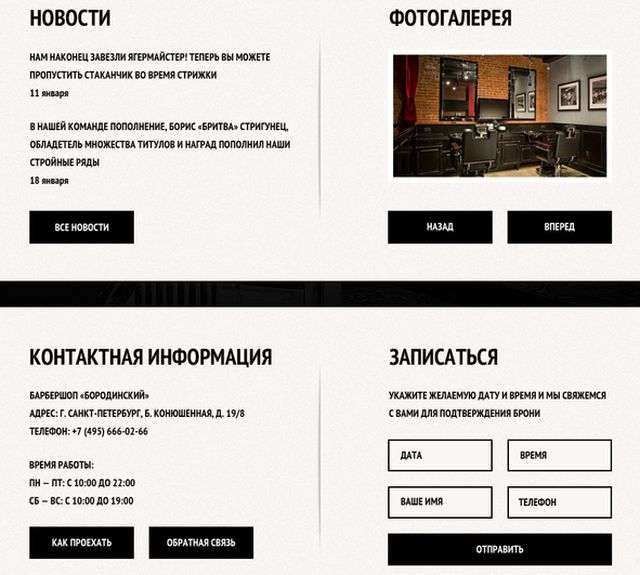 НОВОСТИ
НАМ НАКОНЕЦ ЗАВЕЗЛИ ЯГЕРМАЙСТЕР! ТЕПЕРЬ ВЫ МОЖЕТЕ
ПРОПУСТИТЬ СТАКАНЧИК ВО ВРЕМЯ СТРИЖКИ
11 января
В НАШЕЙ КОМАНДЕ ПОПОЛНЕНИЕ, БОРИС «БРИТВА» СТРИГУНЕЦ,
ОБЛАДАТЕЛЬ МНОЖЕСТВА ТИТУЛОВ И НАГРАД ПОПОЛНИЛ НАШИ
СТРОЙНЫЕ РЯДЫ
18 января
ВСЕ НОВОСТИ
ФОТОГАЛЕРЕЯ
НАЗАД
ВПЕРЕД
КОНТАКТНАЯ ИНФОРМАЦИЯ
БАРБЕРШОП «БОРОДИНСКИЙ»
АДРЕС: Г. САНКТ-ПЕТЕРБУРГ, Б. КОНЮШЕННАЯ, Д. 19/8
ТЕЛЕФОН: +7 (495) 666-02-66
ВРЕМЯ РАБОТЫ:
ПН — ПТ: С 10:00 ДО 22:00
СБ — ВС: С 10:00 ДО 19:00
КАК ПРОЕХАТЬ
ОБРАТНАЯ СВЯЗЬ
ЗАПИСАТЬСЯ
УКАЖИТЕ ЖЕЛАЕМУЮ ДАТУ И ВРЕМЯ И МЫ СВЯЖЕМСЯ
С ВАМИ ДЛЯ ПОДТВЕРЖДЕНИЯ БРОНИ
ДАТА
ВРЕМЯ
ВАШЕ ИМЯ
ТЕЛЕФОН
ОТПРАВИТЬ